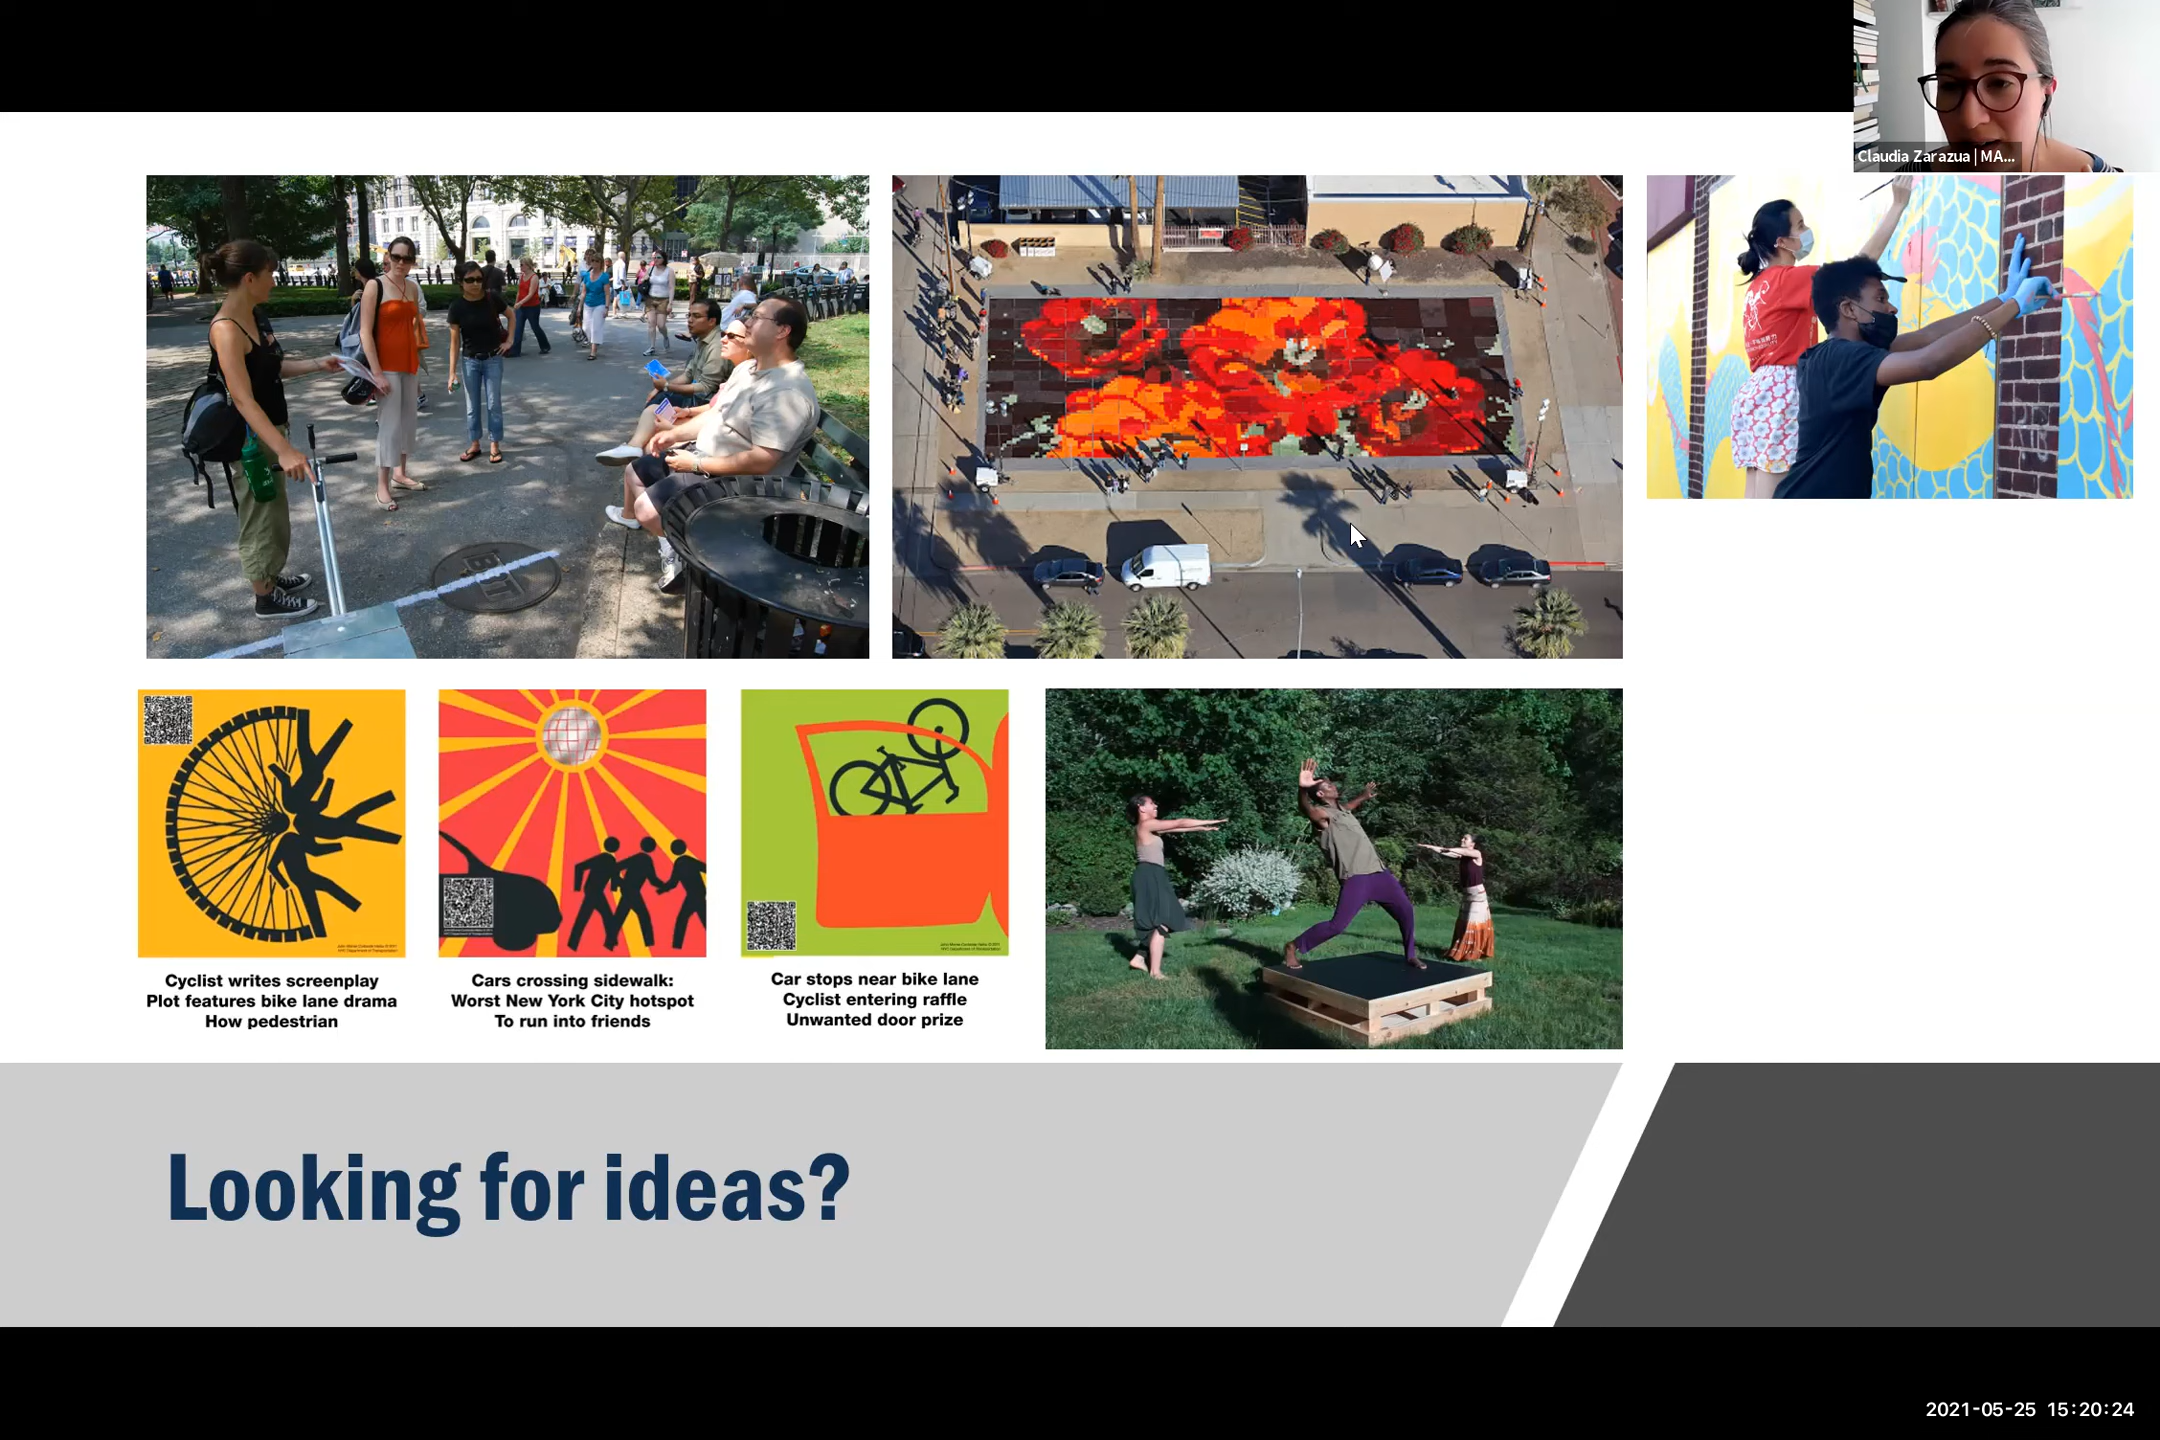 Claudia Zarazua | MA...
Cyclist writes screenplay
Plot features bike lane drama
How pedestrian
Cars crossing sidewalk:
Worst New York City hotspot
To run into friends
Car stops near bike lane
Cyclist entering raffle
Unwanted door prize
Looking for ideas?
2021-05-25 15:20:24